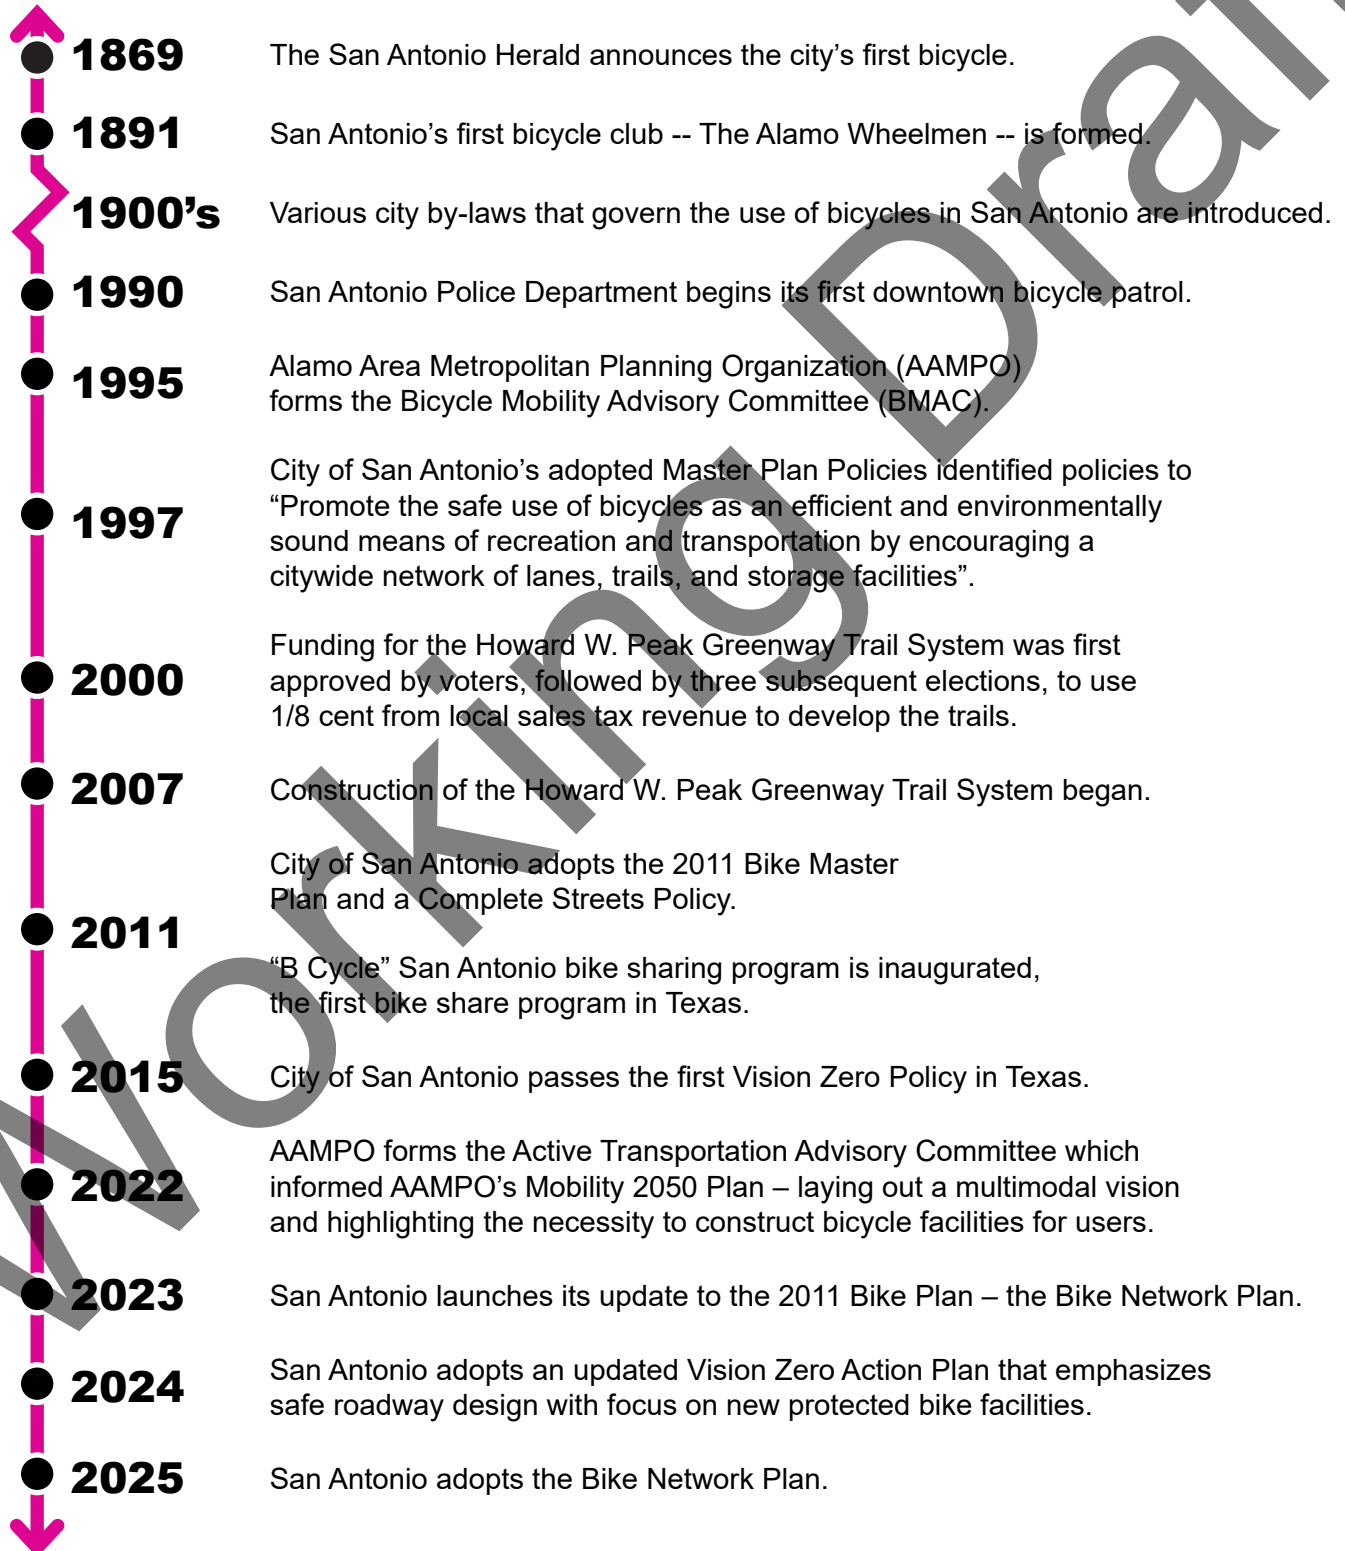 1869 The San Antonio Herald announces the city’s first bicycle.
1891 San Antonio’s first bicycle club -- The Alamo Wheelmen -- is formed.
1900’s Various city by-laws that govern the use of bicycles in San Antonio are introduced.
1990 San Antonio Police Department begins its first downtown bicycle patrol.
1995 Alamo Area Metropolitan Planning Organization (AAMPO)
forms the Bicycle Mobility Advisory Committee (BMAC).
1997 City of San Antonio’s adopted Master Plan Policies identified policies to
“Promote the safe use of bicycles as an efficient and environmentally
sound means of recreation and transportation by encouraging a
citywide network of lanes, trails, and storage facilities”.
2000 Funding for the Howard W. Peak Greenway Trail System was first
approved by voters, followed by three subsequent elections, to use
1/8 cent from local sales tax revenue to develop the trails.
2007 Construction of the Howard W. Peak Greenway Trail System began.
2011 City of San Antonio adopts the 2011 Bike Master
Plan and a Complete Streets Policy.
“B Cycle” San Antonio bike sharing program is inaugurated,
the first bike share program in Texas.
2015 City of San Antonio passes the first Vision Zero Policy in Texas.
2022 AAMPO forms the Active Transportation Advisory Committee which
informed AAMPO’s Mobility 2050 Plan – laying out a multimodal vision
and highlighting the necessity to construct bicycle facilities for users.
2023 San Antonio launches its update to the 2011 Bike Plan – the Bike Network Plan.
2024 San Antonio adopts an updated Vision Zero Action Plan that emphasizes
safe roadway design with focus on new protected bike facilities.
2025 San Antonio adopts the Bike Network Plan.
Working Draft